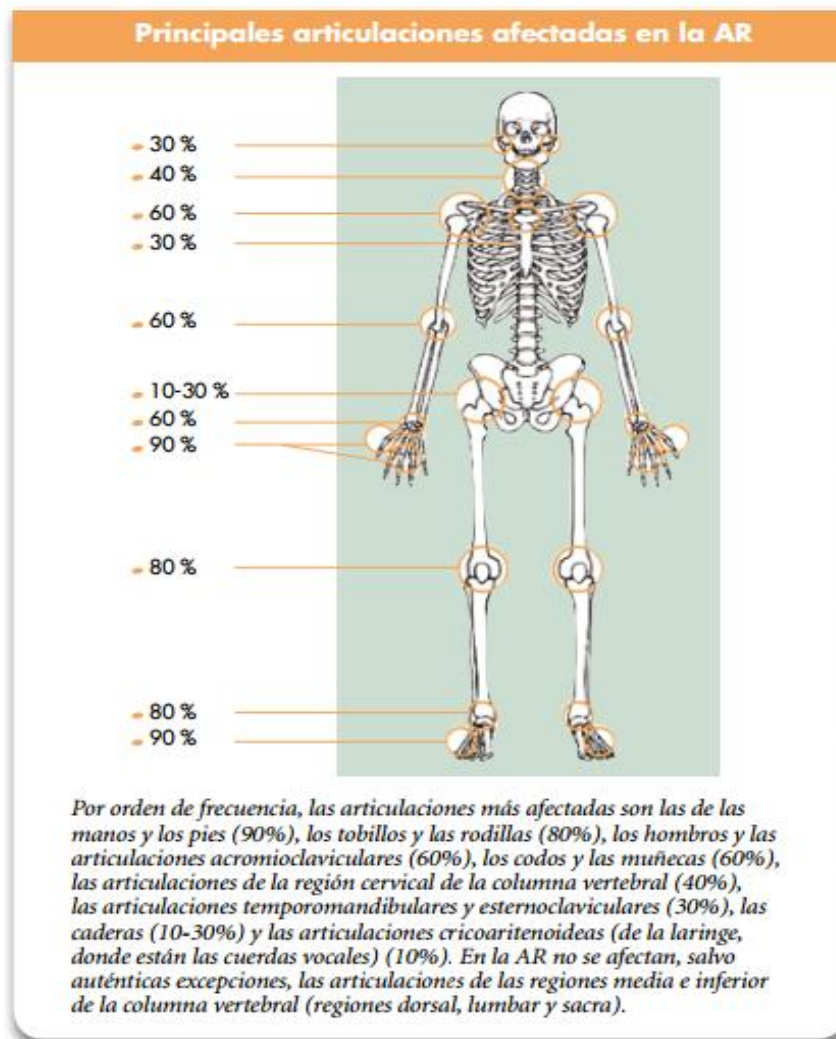 Principales articulaciones afectadas en la AR
30 %
40 %
60 %
30 %
60 %
10-30 %
60 %
90 %
80 %
80 %
90 %
Por orden de frecuencia, las articulaciones más afectadas son las de las
manos y los pies (90%), los tobillos y las rodillas (80%), los hombros y las
articulaciones acromioclaviculares (60%), los codos y las muñecas (60%),
las articulaciones de la región cervical de la columna vertebral (40%),
las articulaciones temporomandibulares y esternoclaviculares (30%), las
caderas (10-30%) y las articulaciones cricoaritenoideas (de la laringe,
donde están las cuerdas vocales) (10%). En la AR no se afectan, salvo
auténticas excepciones, las articulaciones de las regiones media e inferior
de la columna vertebral (regiones dorsal, lumbar y sacra).